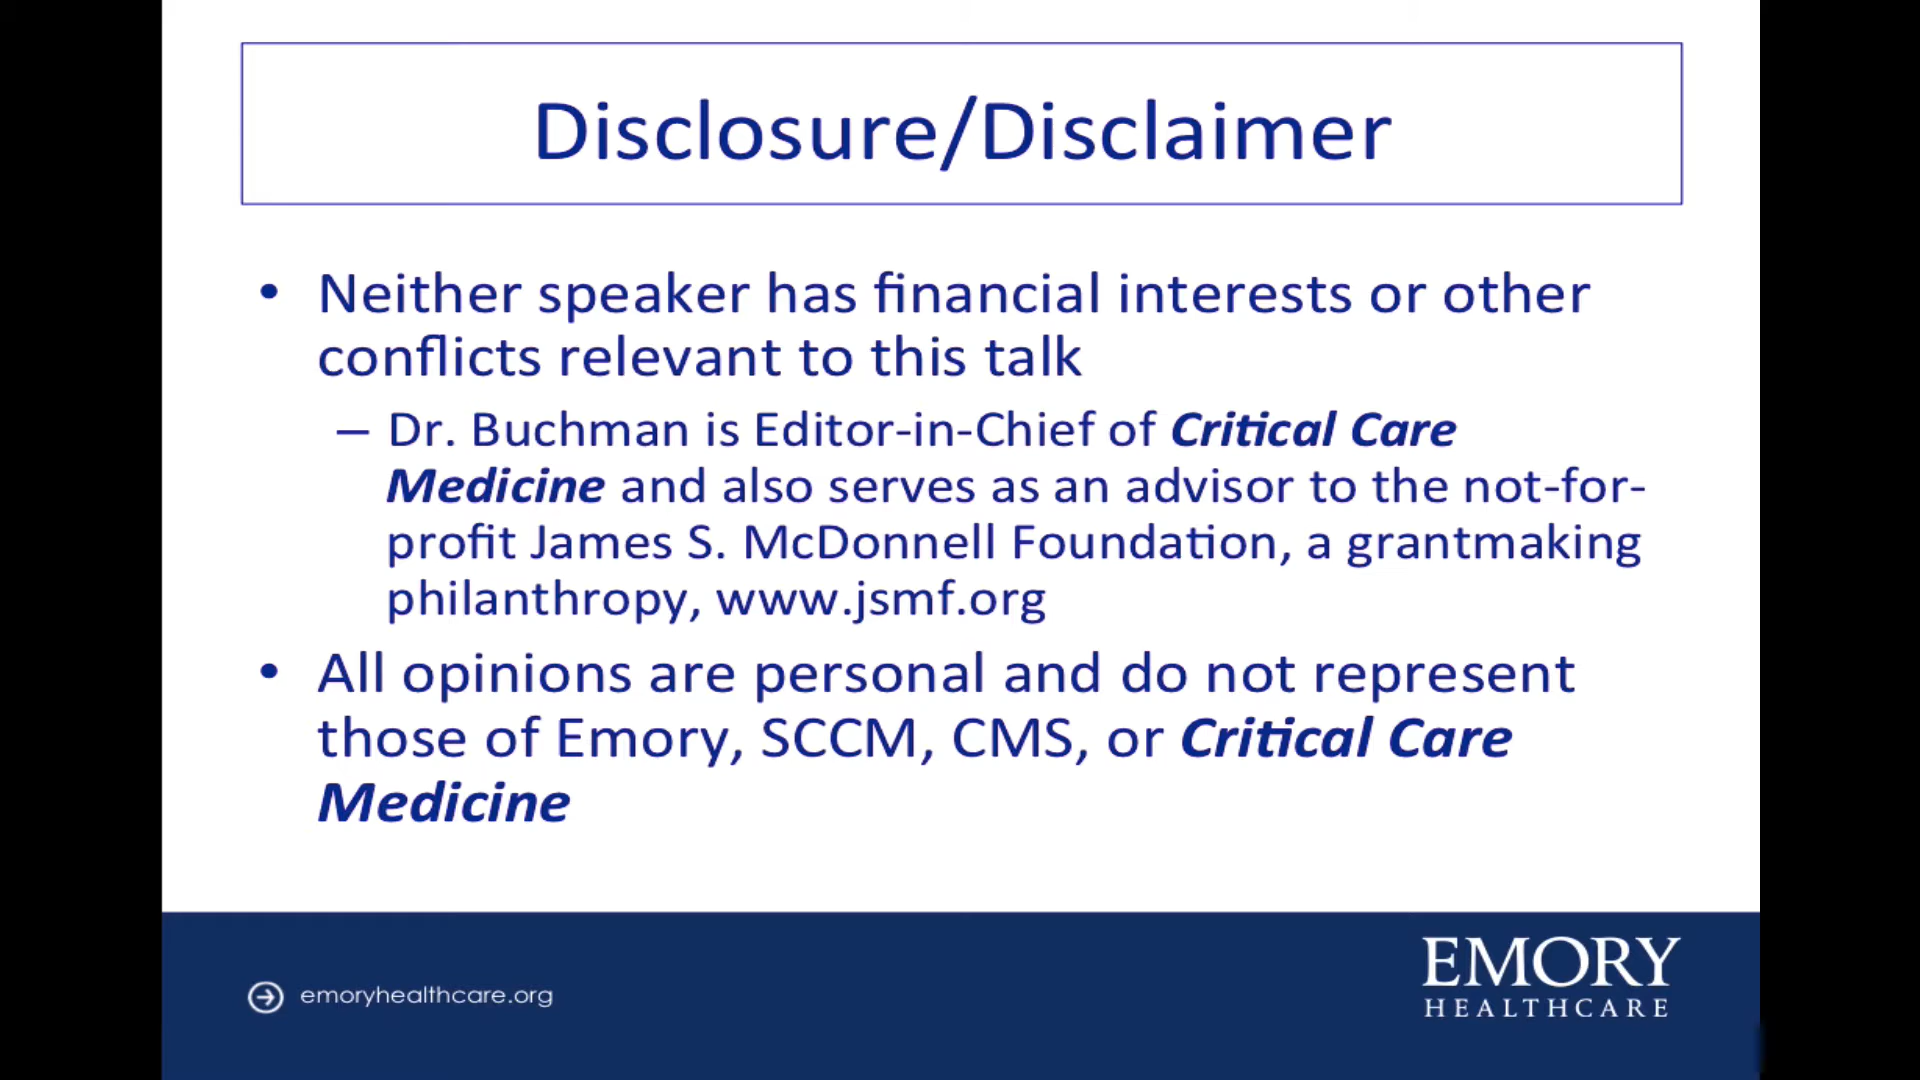 Disclosure/Disclaimer
• Neither speaker has financial interests or other
conflicts relevant to this talk
– Dr. Buchman is Editor-in-Chief of Critical Care
Medicine and also serves as an advisor to the not-for-
profit James S. McDonnell Foundation, a grantmaking
philanthropy, www.jsmf.org
• All opinions are personal and do not represent
those of Emory, SCCM, CMS, or Critical Care
Medicine
emoryhealthcare.org
EMORY
HEALTHCARE